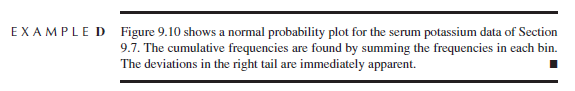 EXAMPLE D Figure 9.10 shows a normal probability plot for the serum potassium data of Section
9.7. The cumulative frequencies are found by summing the frequencies in each bin.
The deviations in the right tail are immediately apparent. ■